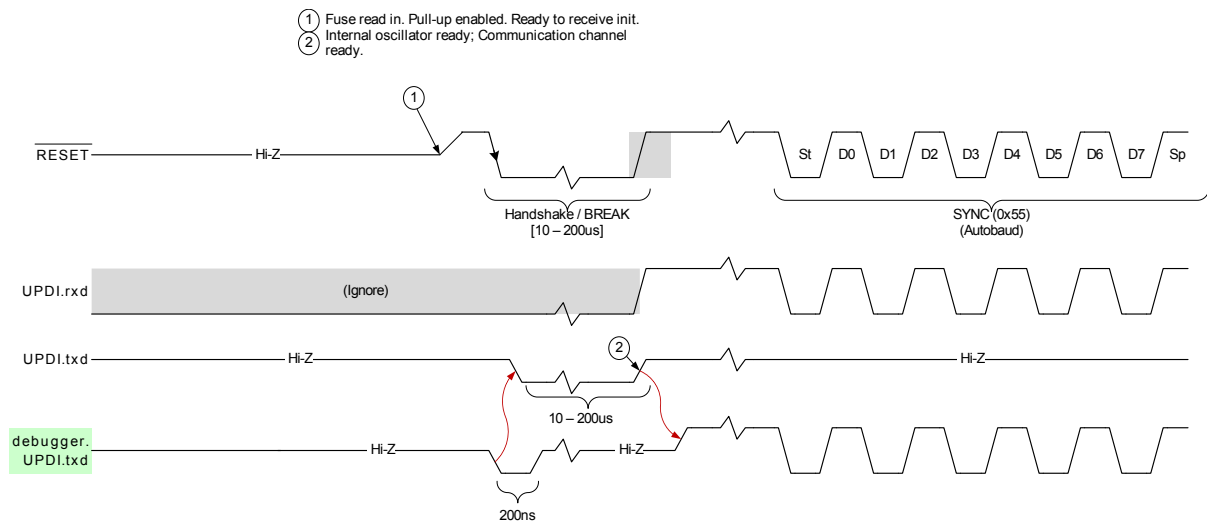 1 Fuse read in. Pull-up enabled. Ready to receive init.
2 Internal oscillator ready; Communication channel
ready.
1
RESET Hi-Z St D0 D1 D2 D3 D4 D5 D6 D7 Sp
Handshake / BREAK
[10 – 200us]
SYNC (0x55)
(Autobaud)
UPDI.rxd (Ignore)
2
UPDI.txd Hi-Z Hi-Z
10 – 200us
debugger.
UPDI.txd Hi-Z Hi-Z
200ns